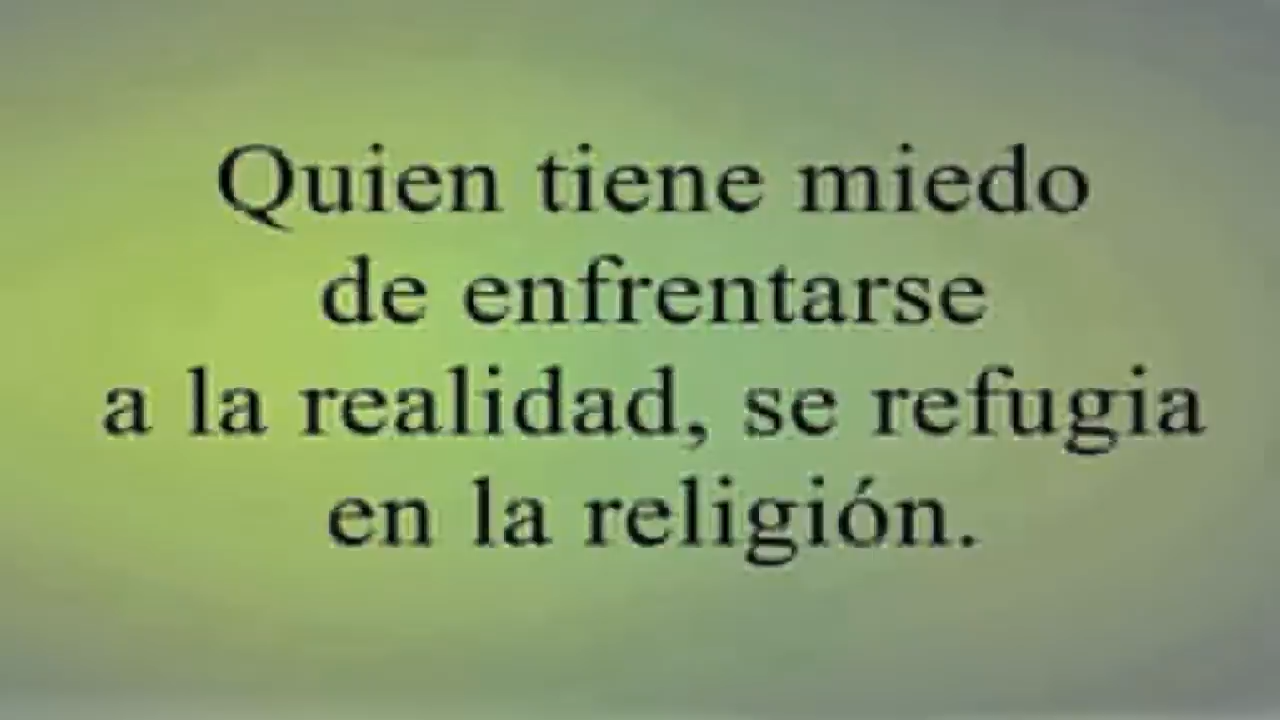 Quien tiene miedo
de enfrentarse
a la realidad, se refugia
en la religión.